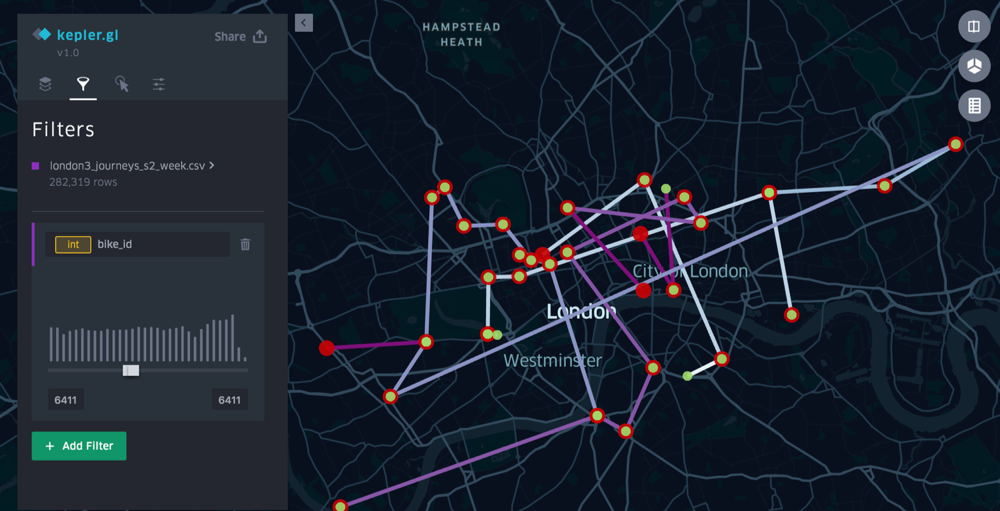 kepler.gl
v1.0
Share
Filters
london3_journeys_s2_week.csv
282,319 rows
int bike_id
6411 6411
+ Add Filter
HAMPSTEAD
HEATH
City of London
London
Westminster